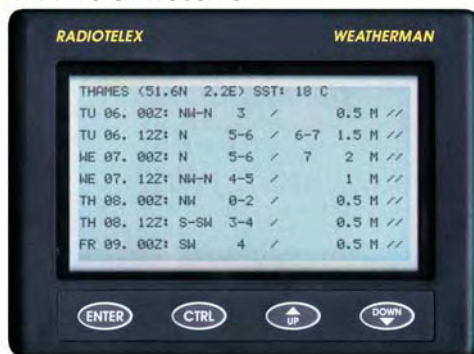 RADIOTELEX WEATHERMAN
THAMES (51.6N 2.2E) SST: 18 C
TU 06. 00Z: NW-N 3 / 0.5 M //
TU 06. 12Z: N 5-6 / 6-7 1.5 M //
WE 07. 00Z: N 5-6 / 7 2 M //
WE 07. 12Z: NW-N 4-5 / 1 M //
TH 08. 00Z: NW 0-2 / 0.5 M //
TH 08. 12Z: S-SW 3-4 / 0.5 M //
FR 09. 00Z: SW 4 / 0.5 M //
ENTER CTRL UP DOWN